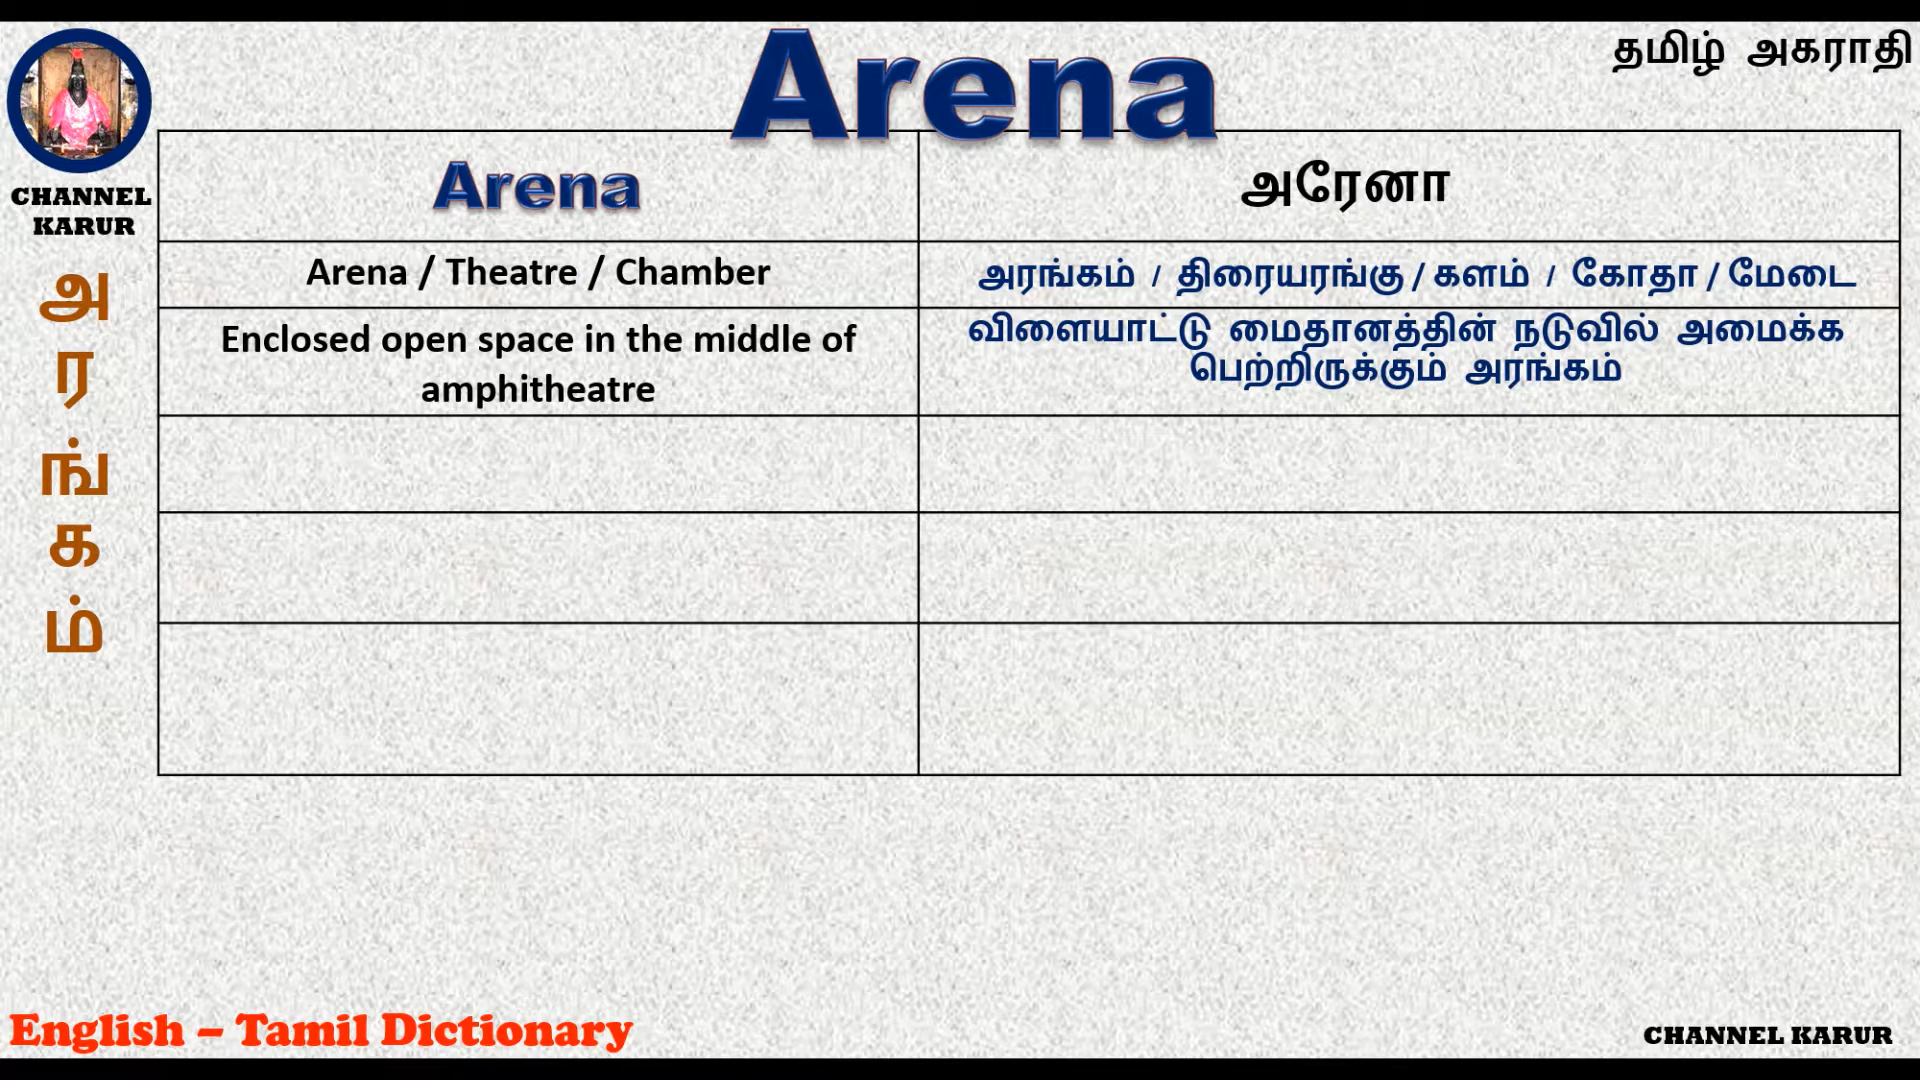 Arena
தமிழ் அகராதி
CHANNEL
KARUR
Arena
அரேனா
Arena / Theatre / Chamber
அரங்கம் / திரையரங்கு / களம் / கோதா / மேடை
Enclosed open space in the middle of
amphitheatre
விளையாட்டு மைதானத்தின் நடுவில் அமைக்க
பெற்றிருக்கும் அரங்கம்
அ
ர
ங்
க
ம்
English – Tamil Dictionary
CHANNEL KARUR